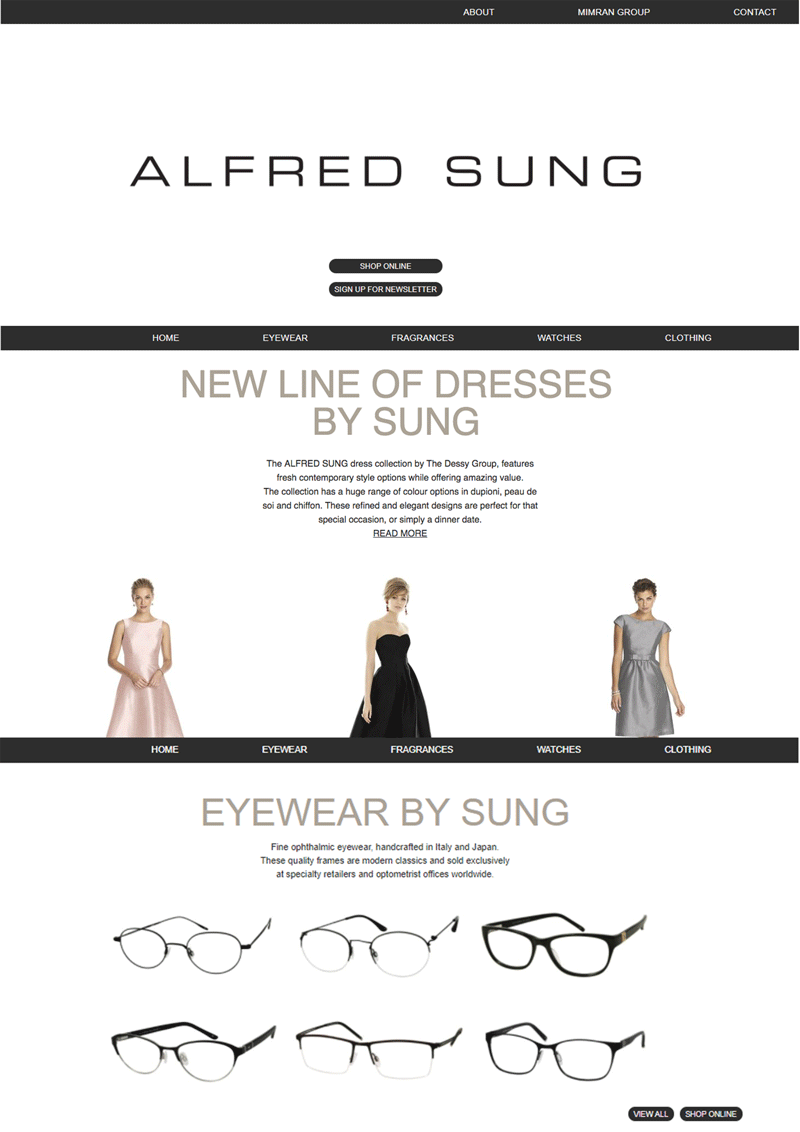 ABOUT MIMRAN GROUP CONTACT
ALFRED SUNG
SHOP ONLINE
SIGN UP FOR NEWSLETTER
HOME EYEWEAR FRAGRANCES WATCHES CLOTHING
NEW LINE OF DRESSES
BY SUNG
The ALFRED SUNG dress collection by The Dessy Group, features
fresh contemporary style options while offering amazing value.
The collection has a huge range of colour options in dupioni, peau de
soi and chiffon. These refined and elegant designs are perfect for that
special occasion, or simply a dinner date.
READ MORE
HOME EYEWEAR FRAGRANCES WATCHES CLOTHING
EYEWEAR BY SUNG
Fine ophthalmic eyewear, handcrafted in Italy and Japan.
These quality frames are modern classics and sold exclusively
at specialty retailers and optometrist offices worldwide.
VIEW ALL SHOP ONLINE